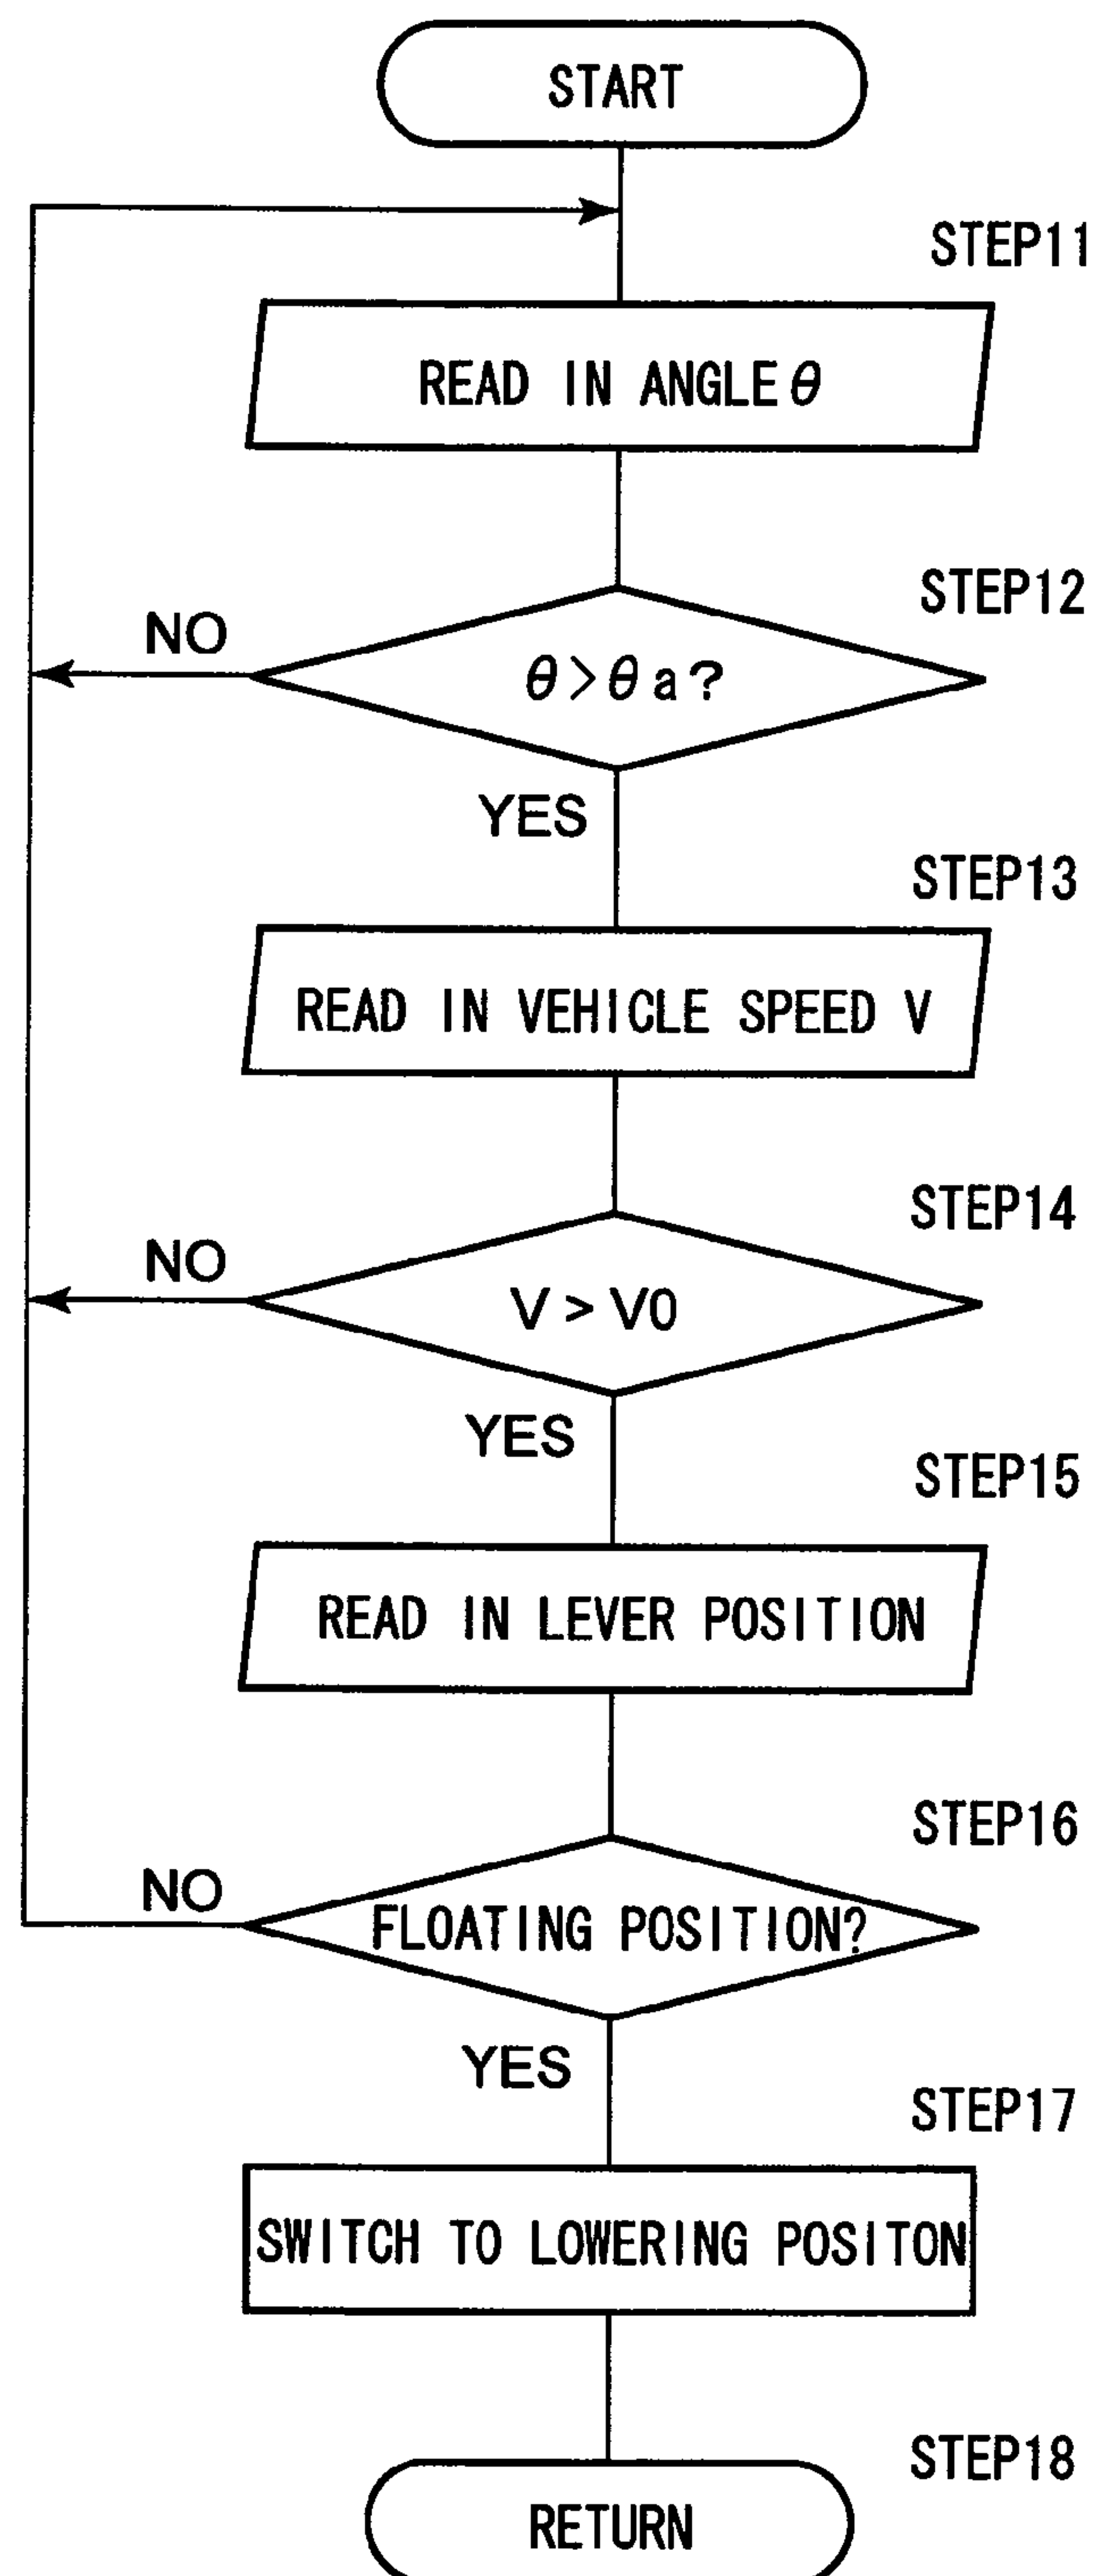 START
STEP11
READ IN ANGLE θ
STEP12
NO
θ > θ a ?
YES
STEP13
READ IN VEHICLE SPEED V
STEP14
NO
V > V0
YES
STEP15
READ IN LEVER POSITION
STEP16
NO
FLOATING POSITION?
YES
STEP17
SWITCH TO LOWERING POSITON
STEP18
RETURN